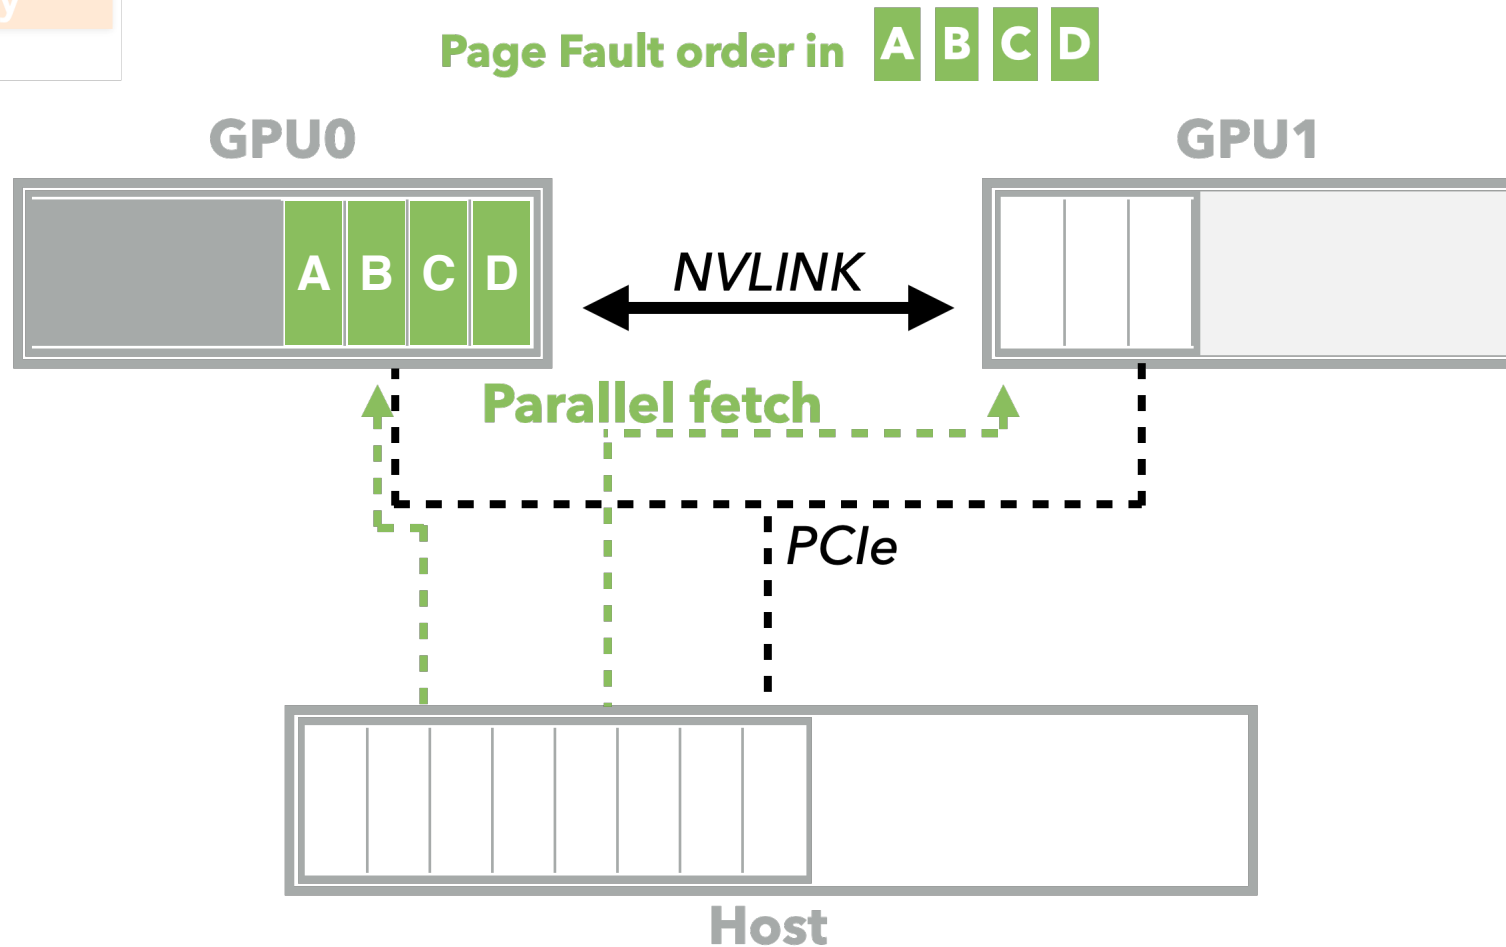 y
Page Fault order in A B C D
GPU0
GPU1
A B C D
NVLINK
Parallel fetch
PCIe
Host